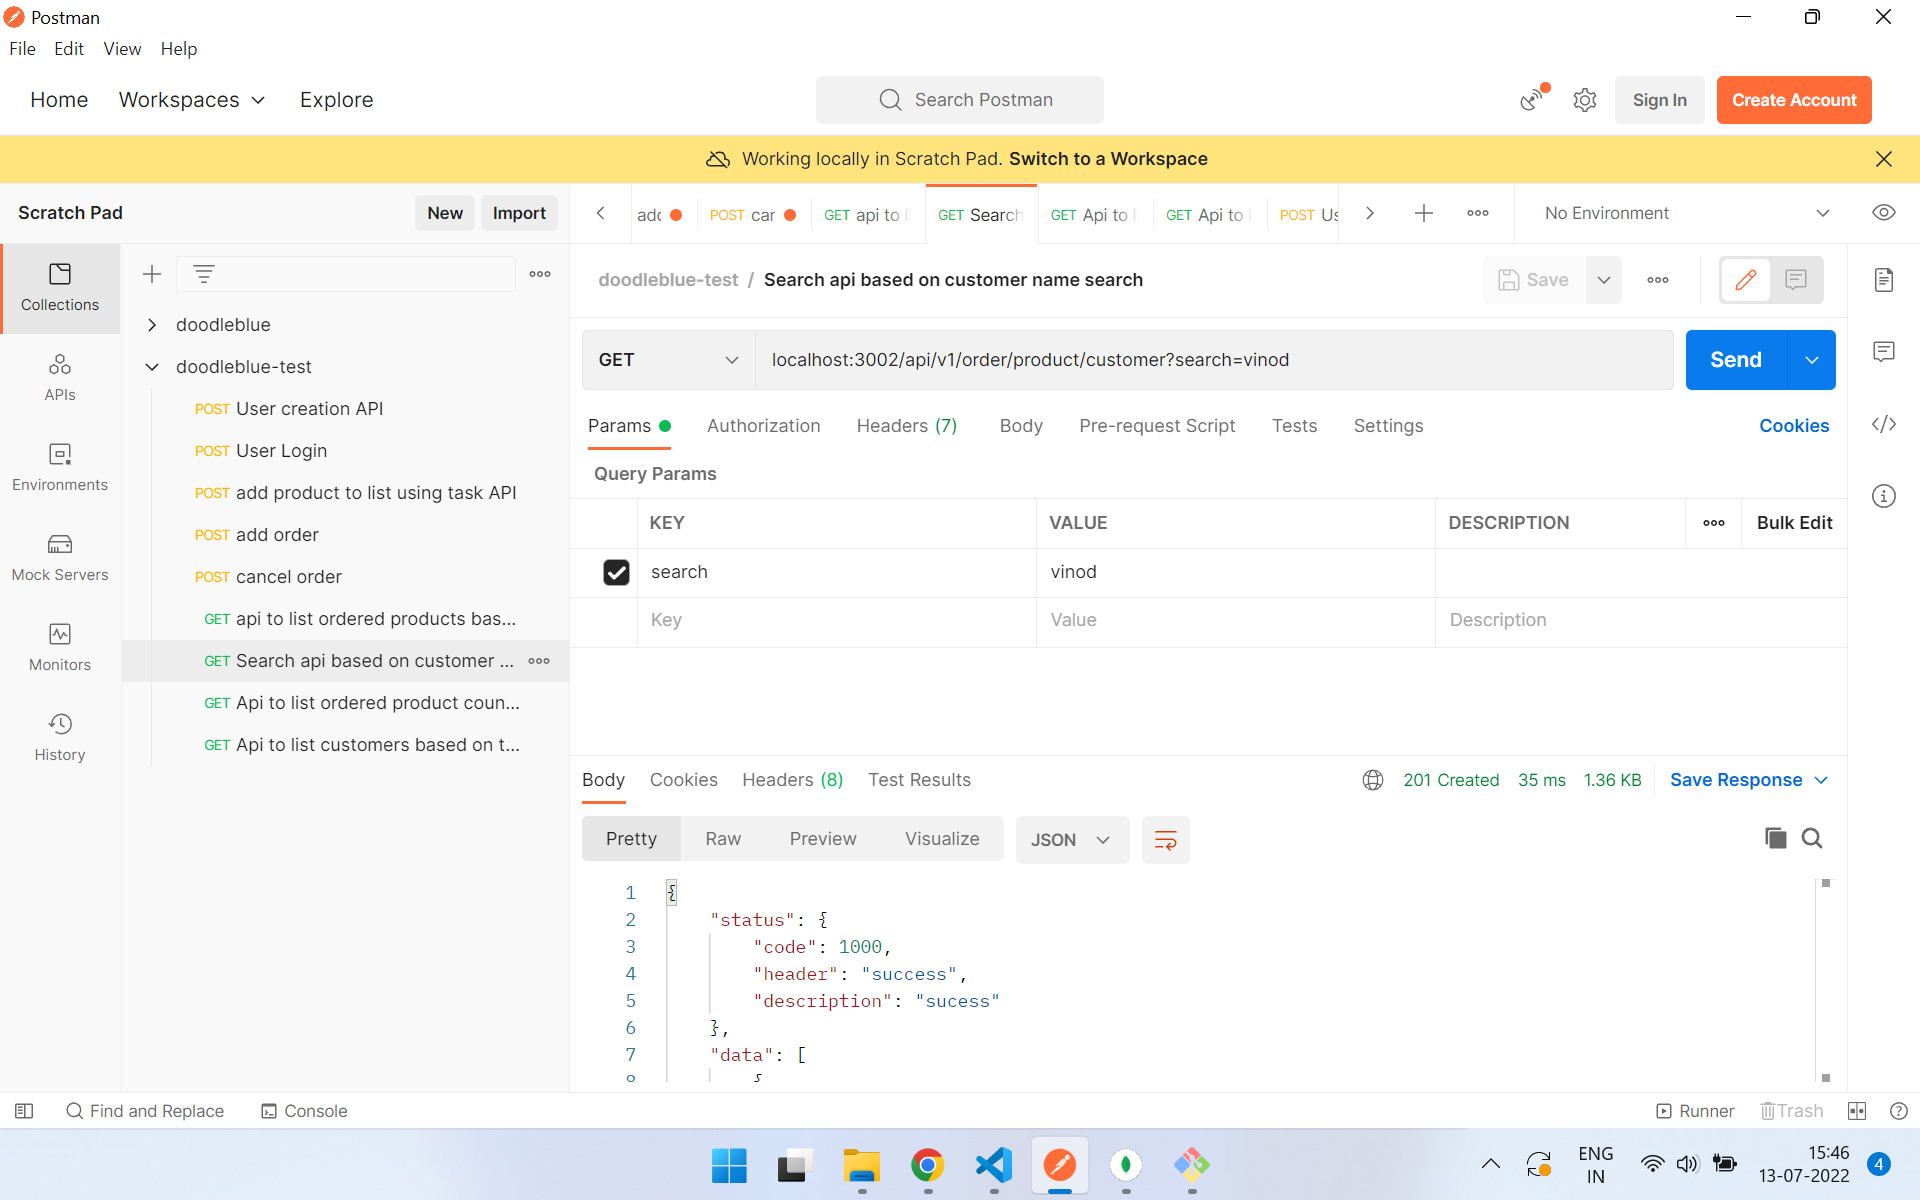 Postman
File Edit View Help
Home Workspaces Explore
Search Postman
Sign In
Create Account
Working locally in Scratch Pad. Switch to a Workspace
Scratch Pad
New Import
POST car
GET api to
GET Search
GET Api to
GET Api to
POST Us
No Environment
Collections
APIs
Environments
Mock Servers
Monitors
History
doodleblue
doodleblue-test
POST User creation API
POST User Login
POST add product to list using task API
POST add order
POST cancel order
GET api to list ordered products bas...
GET Search api based on customer ...
GET Api to list ordered product coun...
GET Api to list customers based on t...
doodleblue-test / Search api based on customer name search
Save
GET localhost:3002/api/v1/order/product/customer?search=vinod
Send
Params Authorization Headers (7) Body Pre-request Script Tests Settings Cookies
Query Params
KEY VALUE DESCRIPTION Bulk Edit
search vinod
Key Value Description
Body Cookies Headers (8) Test Results 201 Created 35 ms 1.36 KB Save Response
Pretty Raw Preview Visualize JSON
1 {
2 "status": {
3 "code": 1000,
4 "header": "success",
5 "description": "sucess"
6 },
7 "data": [
8 {
Find and Replace Console Runner Trash
ENG
IN
15:46
13-07-2022
4